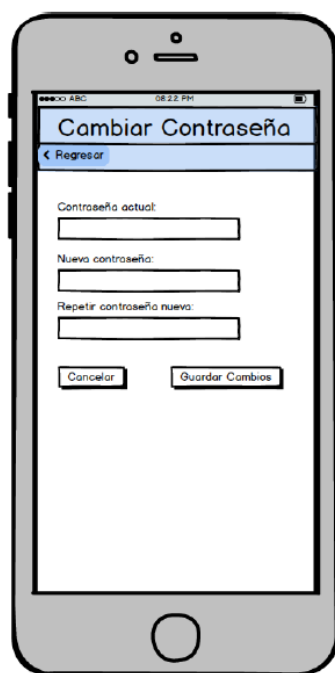 ABC 08:22 PM
Cambiar Contraseña
Regresar
Contraseña actual:
Nueva contraseña:
Repetir contraseña nueva:
Cancelar Guardar Cambios